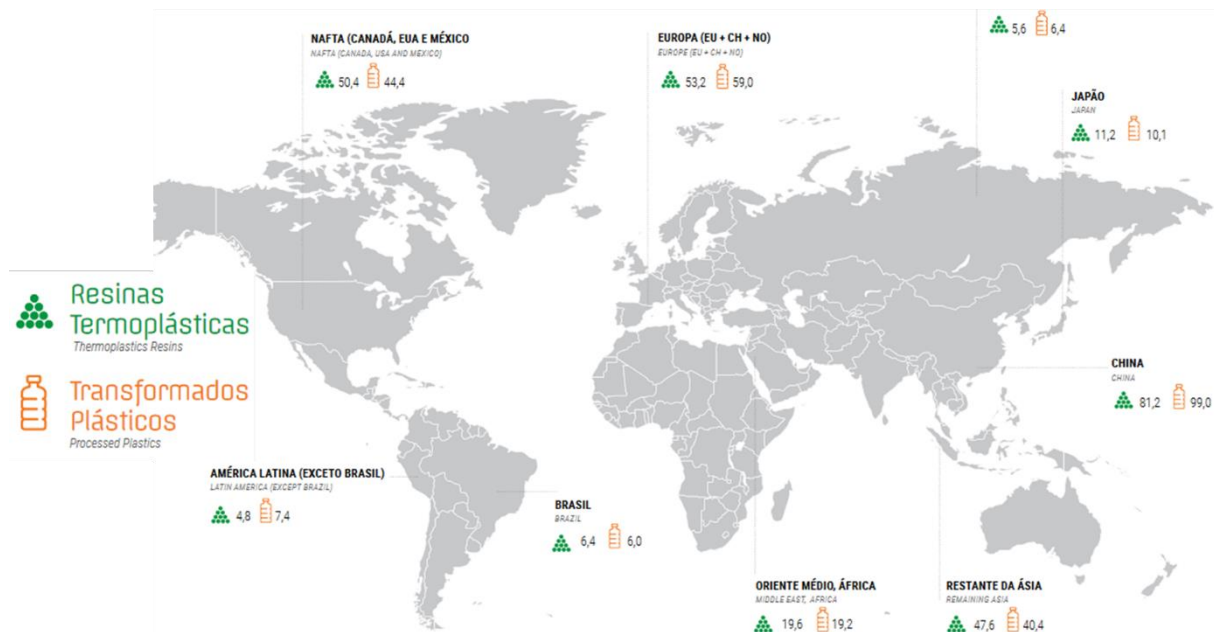 5,6 6,4
NAFTA (CANADÁ, EUA E MÉXICO
NAFTA (CANADA, USA AND MEXICO)
50,4 44,4
EUROPA (EU + CH + NO)
EUROPE (EU + CH + NO)
53,2 59,0
JAPÃO
JAPAN
11,2 10,1
Resinas
Termoplásticas
Thermoplastics Resins
Transformados
Plásticos
Processed Plastics
CHINA
CHINA
81,2 99,0
AMÉRICA LATINA (EXCETO BRASIL)
LATIN AMERICA (EXCEPT BRAZIL)
4,8 7,4
BRASIL
BRAZIL
6,4 6,0
ORIENTE MÉDIO, ÁFRICA
MIDDLE EAST, AFRICA
19,6 19,2
RESTANTE DA ÁSIA
REMAINING ASIA
47,6 40,4